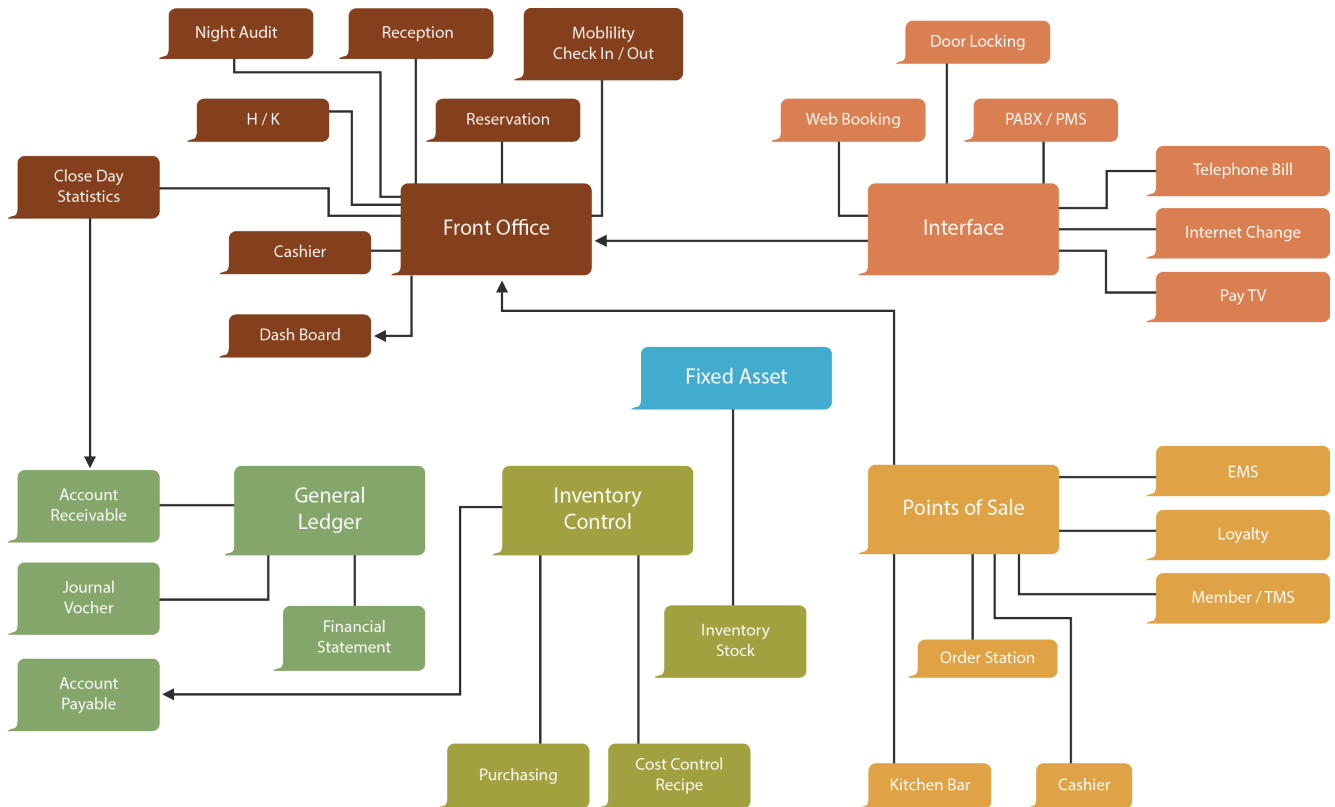 Night Audit
Reception
Moblility
Check In / Out
Door Locking
H / K
Reservation
Web Booking
PABX / PMS
Close Day
Statistics
Front Office
Interface
Telephone Bill
Internet Change
Cashier
Pay TV
Dash Board
Fixed Asset
Account
Receivable
General
Ledger
Inventory
Control
Points of Sale
EMS
Loyalty
Journal
Vocher
Member / TMS
Financial
Statement
Inventory
Stock
Order Station
Account
Payable
Purchasing
Cost Control
Recipe
Kitchen Bar
Cashier